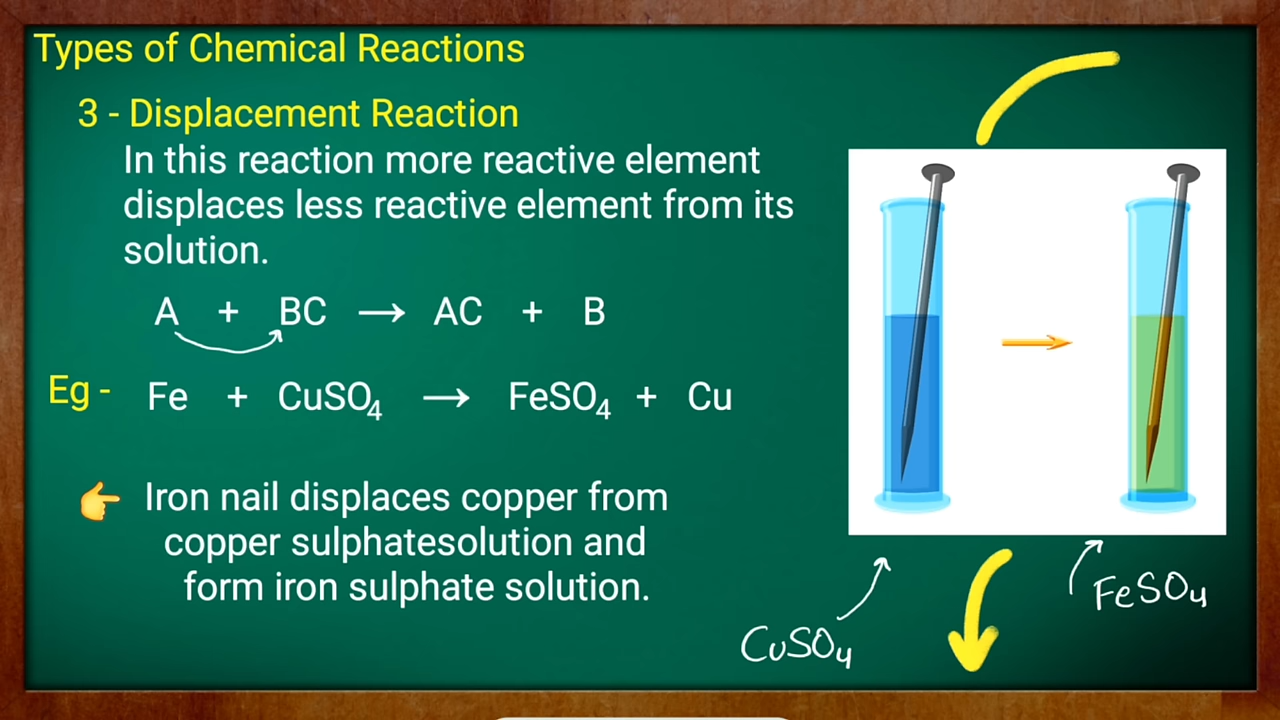 Types of Chemical Reactions
3 - Displacement Reaction
In this reaction more reactive element
displaces less reactive element from its
solution.
A + BC → AC + B
Eg - Fe + CuSO₄ → FeSO₄ + Cu
👉 Iron nail displaces copper from
copper sulphatesolution and
form iron sulphate solution.
CuSO₄
FeSO₄